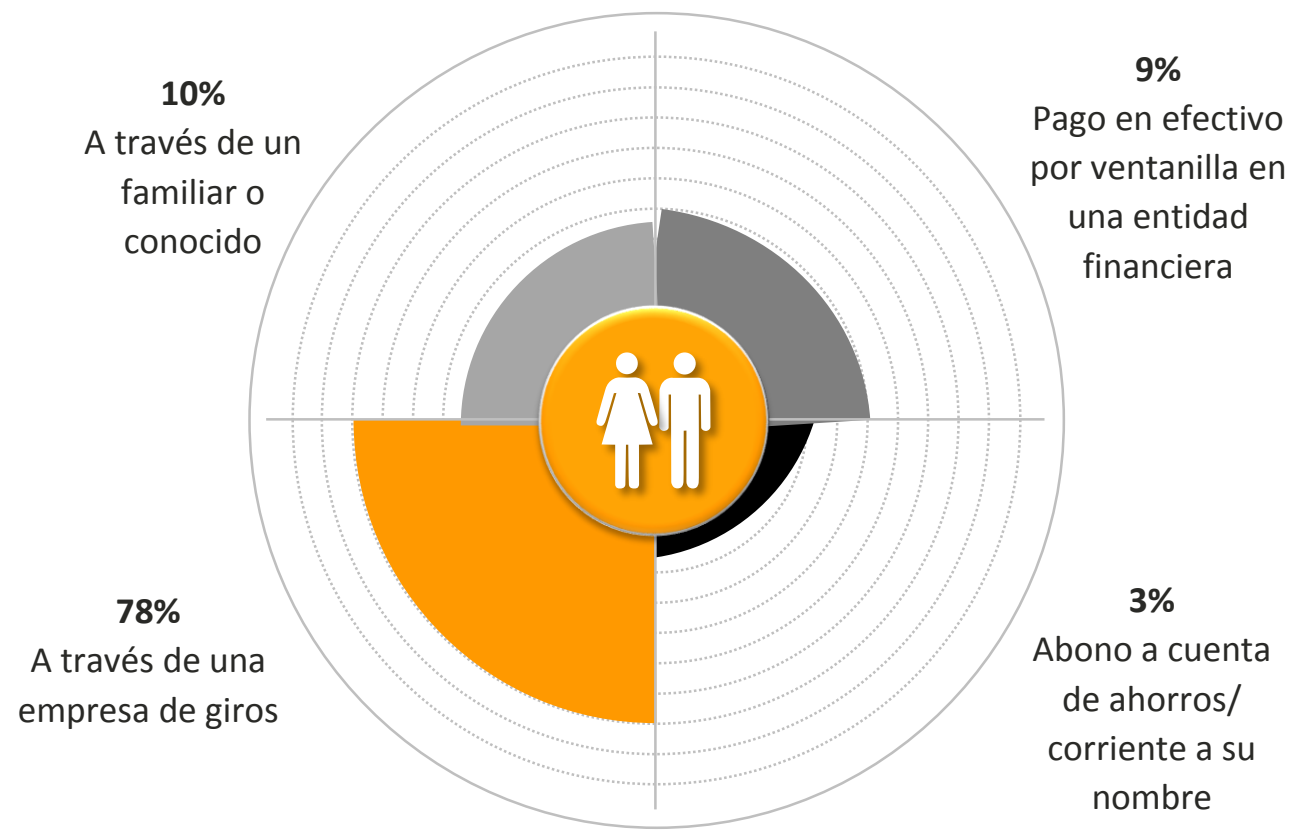 10%
A través de un
familiar o
conocido
9%
Pago en efectivo
por ventanilla en
una entidad
financiera
78%
A través de una
empresa de giros
3%
Abono a cuenta
de ahorros/
corriente a su
nombre